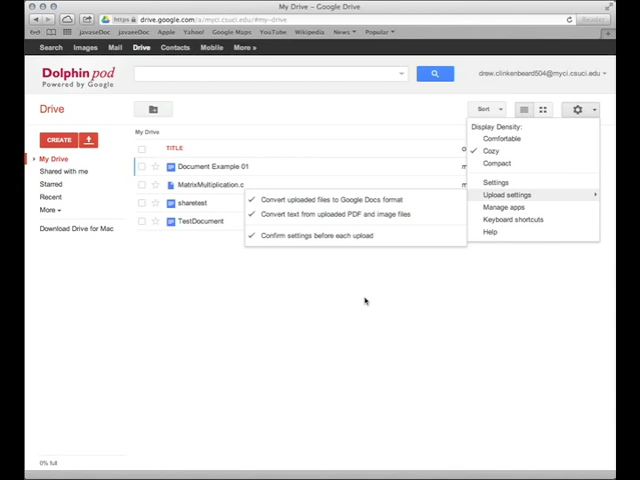 My Drive - Google Drive
https drive.google.com/a/myci.csuci.edu/#my-drive
Reader
javaseDoc javaeeDoc Apple Yahoo! Google Maps YouTube Wikipedia News Popular
Search Images Mail Drive Contacts Mobile More
Dolphin pod
Powered by Google
drew.clinkenbeard504@myci.csuci.edu
Drive
Sort
Display Density:
Comfortable
Cozy
Compact
Settings
Upload settings
Manage apps
Keyboard shortcuts
Help
CREATE
My Drive
Shared with me
Starred
Recent
More
Download Drive for Mac
My Drive
TITLE
Document Example 01
MatrixMultiplication.c
sharetest
TestDocument
Convert uploaded files to Google Docs format
Convert text from uploaded PDF and image files
Confirm settings before each upload
0% full